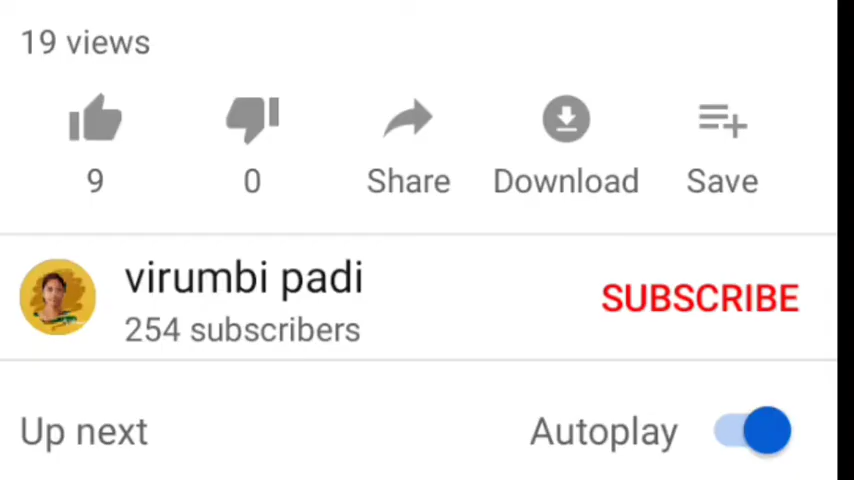 19 views
9 0 Share Download Save
virumbi padi
254 subscribers
SUBSCRIBE
Up next Autoplay